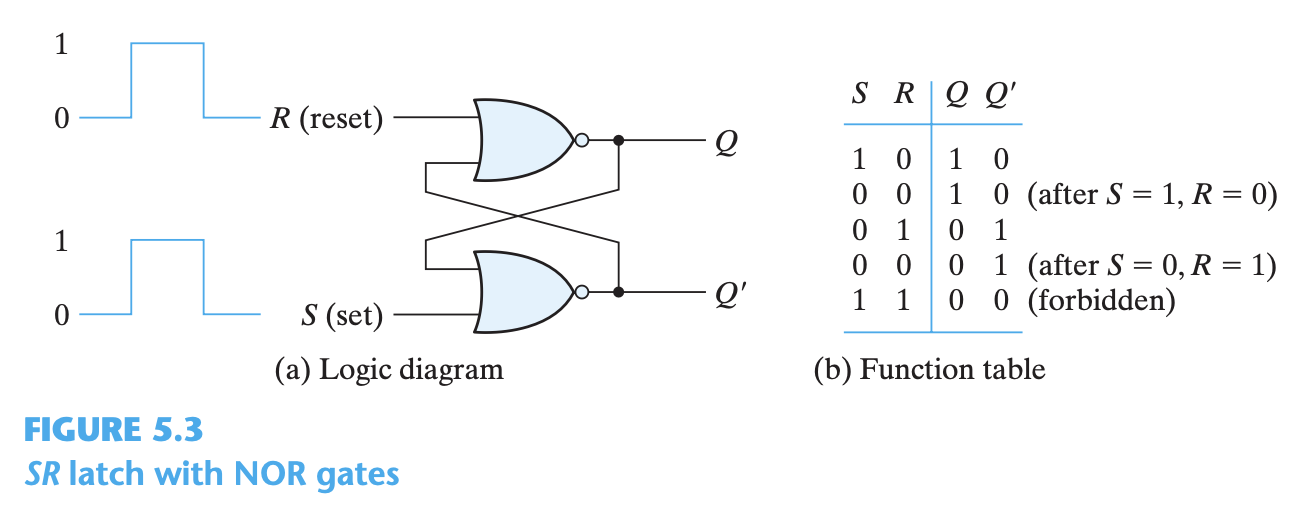 1
0
R (reset)
Q
1
0
S (set)
Q'
(a) Logic diagram
S R Q Q'
1 0 1 0
0 0 1 0 (after S = 1, R = 0)
0 1 0 1
0 0 0 1 (after S = 0, R = 1)
1 1 0 0 (forbidden)
(b) Function table
FIGURE 5.3
SR latch with NOR gates